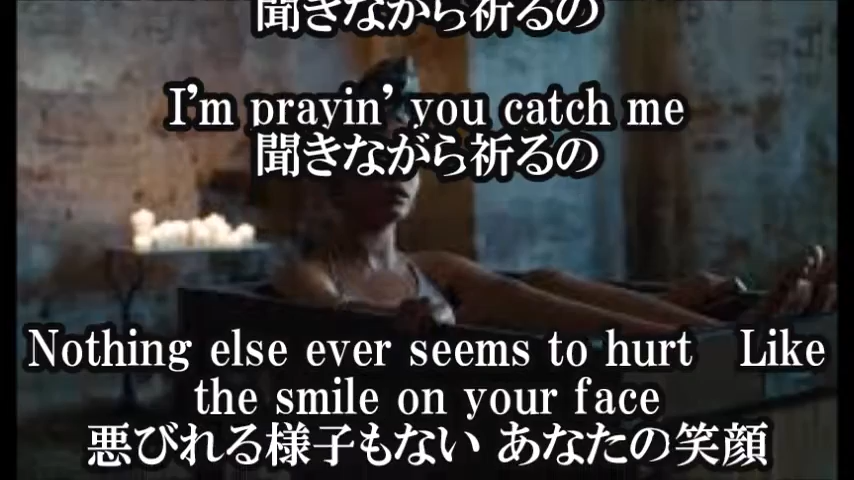 聞きながら祈るの
I'm prayin' you catch me
聞きながら祈るの
Nothing else ever seems to hurt　Like
the smile on your face
悪びれる様子もない あなたの笑顔